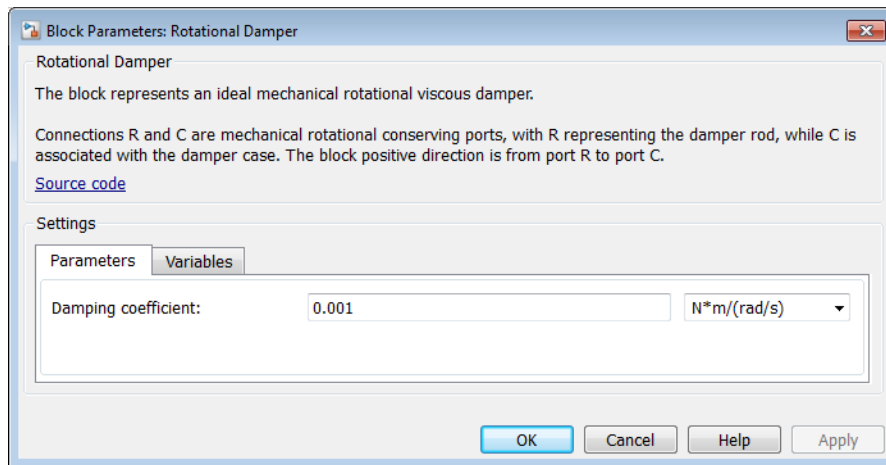 Block Parameters: Rotational Damper
Rotational Damper
The block represents an ideal mechanical rotational viscous damper.
Connections R and C are mechanical rotational conserving ports, with R representing the damper rod, while C is
associated with the damper case. The block positive direction is from port R to port C.
Source code
Settings
Parameters Variables
Damping coefficient: 0.001 N*m/(rad/s)
OK Cancel Help Apply